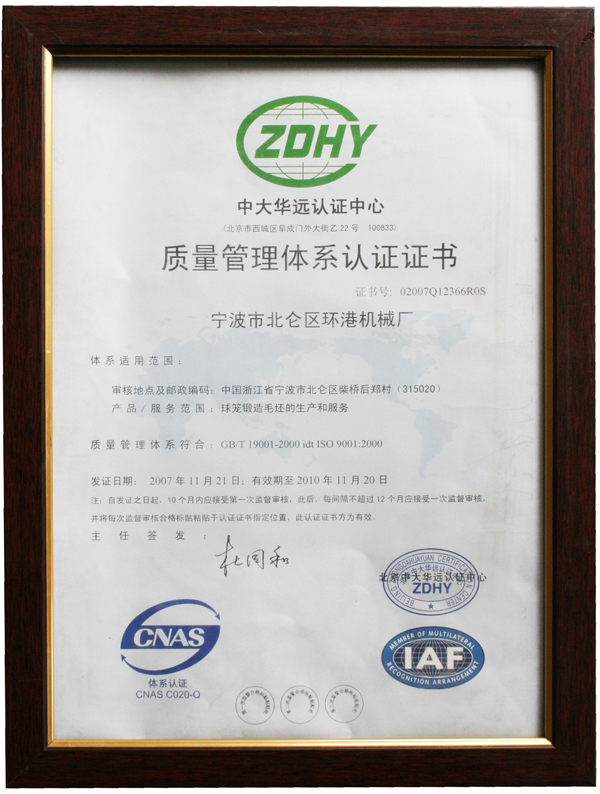 ZDHY
中大华远认证中心
(北京市西城区阜成门外大街乙22号 100833)
质量管理体系认证证书
证书号: 02007Q12366R0S
宁波市北仑区环港机械厂
体系适用范围:
审核地点及邮政编码: 中国浙江省宁波市北仑区柴桥后郑村(315020)
产品/服务范围: 球笼锻造毛坯的生产和服务
质量管理体系符合: GB/T 19001-2000 idt ISO 9001:2000
发证日期: 2007年11月21日; 有效期至2010年11月20日
注: 自发证之日起, 10个月内应接受第一次监督审核, 此后, 每间隔不超过12个月应接受一次监督审核,
并将每次监督审核合格标贴粘贴于认证证书指定位置, 此认证证书方为有效。
主任签发:
北京中大华远认证中心
ZDHY
CNAS
体系认证
CNAS C020-Q
MEMBER OF MULTILATERAL
IAF
RECOGNITION ARRANGEMENT